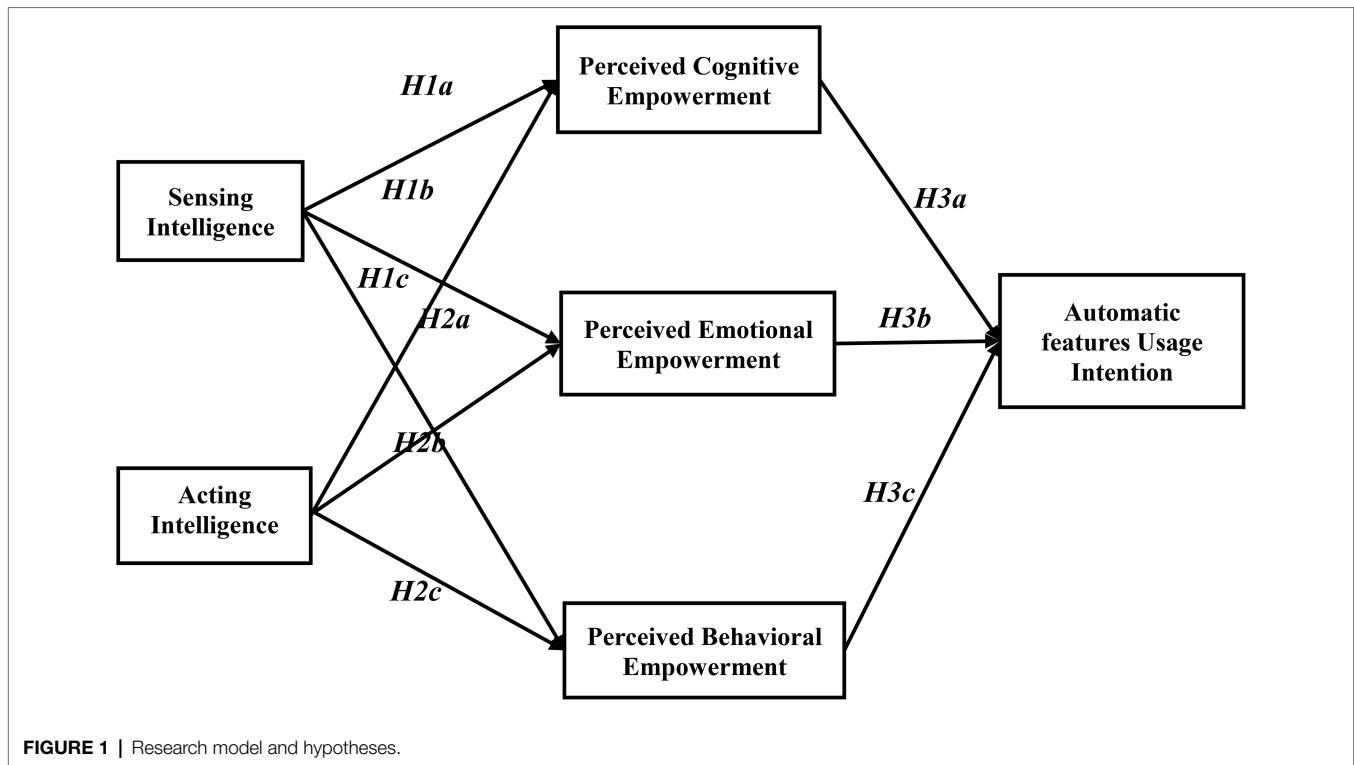 Perceived Cognitive
Empowerment
H1a
Sensing
Intelligence
H1b
H3a
H1c
H2a
Perceived Emotional
Empowerment
H3b
Automatic
features Usage
Intention
H2b
Acting
Intelligence
H3c
H2c
Perceived Behavioral
Empowerment
FIGURE 1 | Research model and hypotheses.